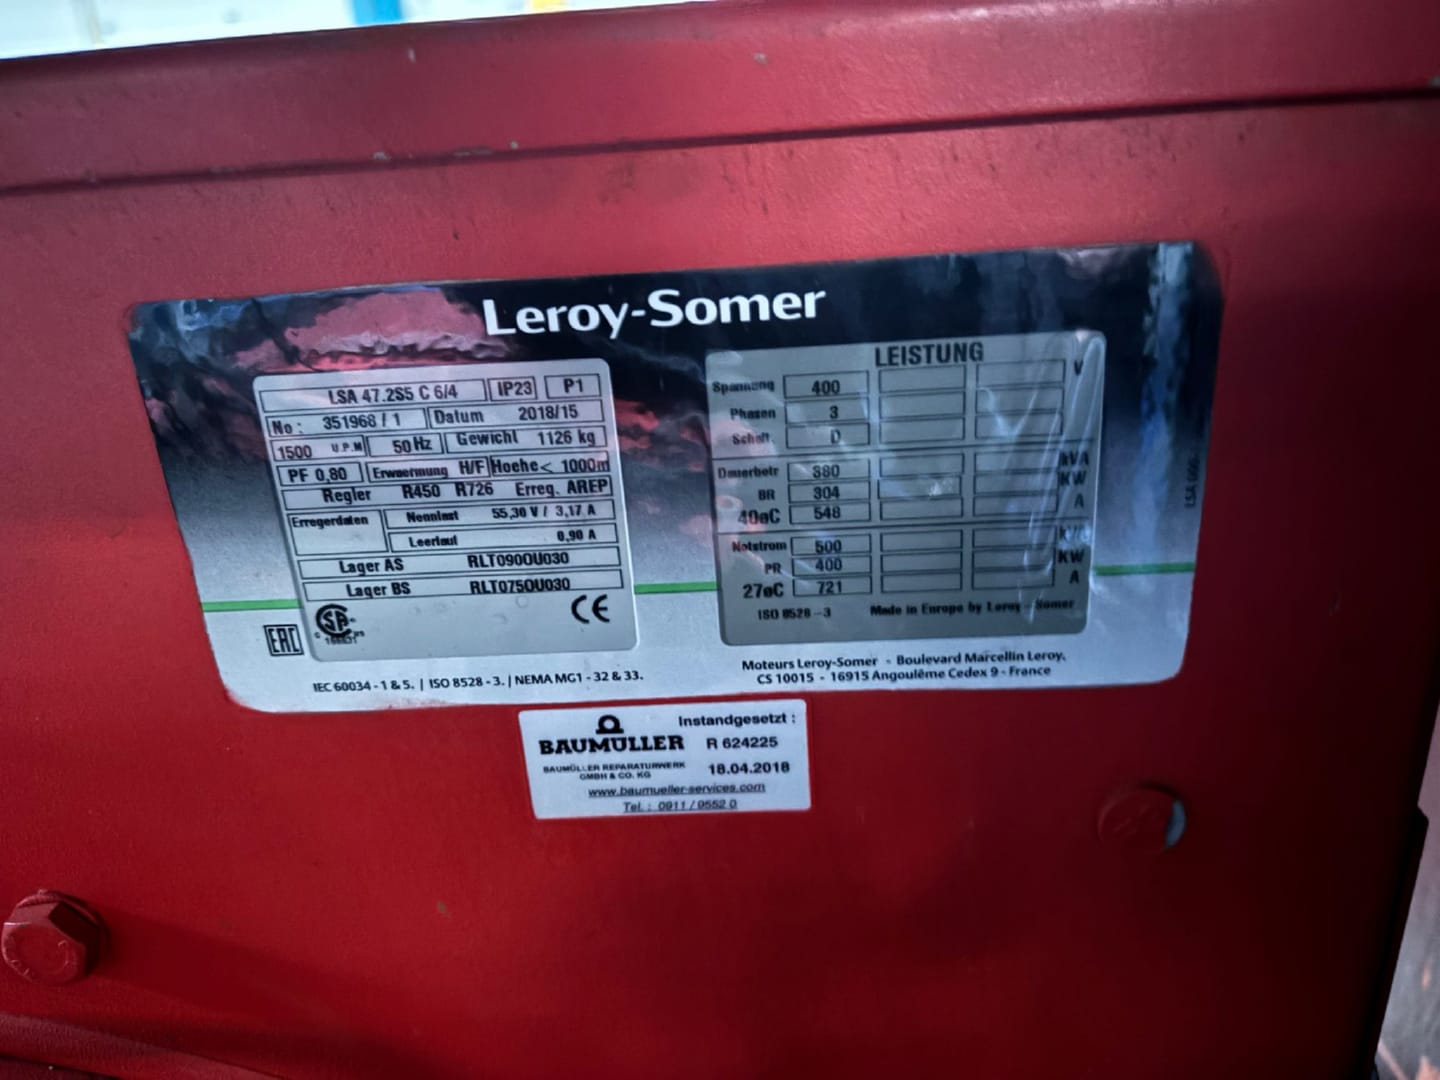 Leroy-Somer
LSA 47.2S5 C 6/4 IP23 P1
No : 351968 / 1 Datum 2018/15
1500 U.P.M 50 Hz Gewicht 1126 kg
PF 0,80 Erwaermung H/F Hoehe < 1000m
Regler R450 R726 Erreg. AREP
Erregerdaten Nennlast 55,30 V / 3,17 A
Leerlauf 0,90 A
Lager AS RLT090OU030
Lager BS RLT075OU030
EAC
CE
IEC 60034 - 1 & 5. | ISO 8528 - 3. | NEMA MG1 - 32 & 33.
LEISTUNG
Spannung 400 V
Phasen 3
Schalt. D
Dauerbetr 380 kVA
BR 304 KW
40øC 548 A
Notstrom 500 kVA
PR 400 KW
27øC 721 A
ISO 8528 -3 Made in Europe by Leroy - Somer
Moteurs Leroy-Somer - Boulevard Marcellin Leroy,
CS 10015 - 16915 Angoulême Cedex 9 - France
BAUMÜLLER
BAUMÜLLER REPARATURWERK
GMBH & CO. KG
Instandgesetzt :
R 624225
18.04.2018
www.baumueller-services.com
Tel. : 0911 / 9552 0